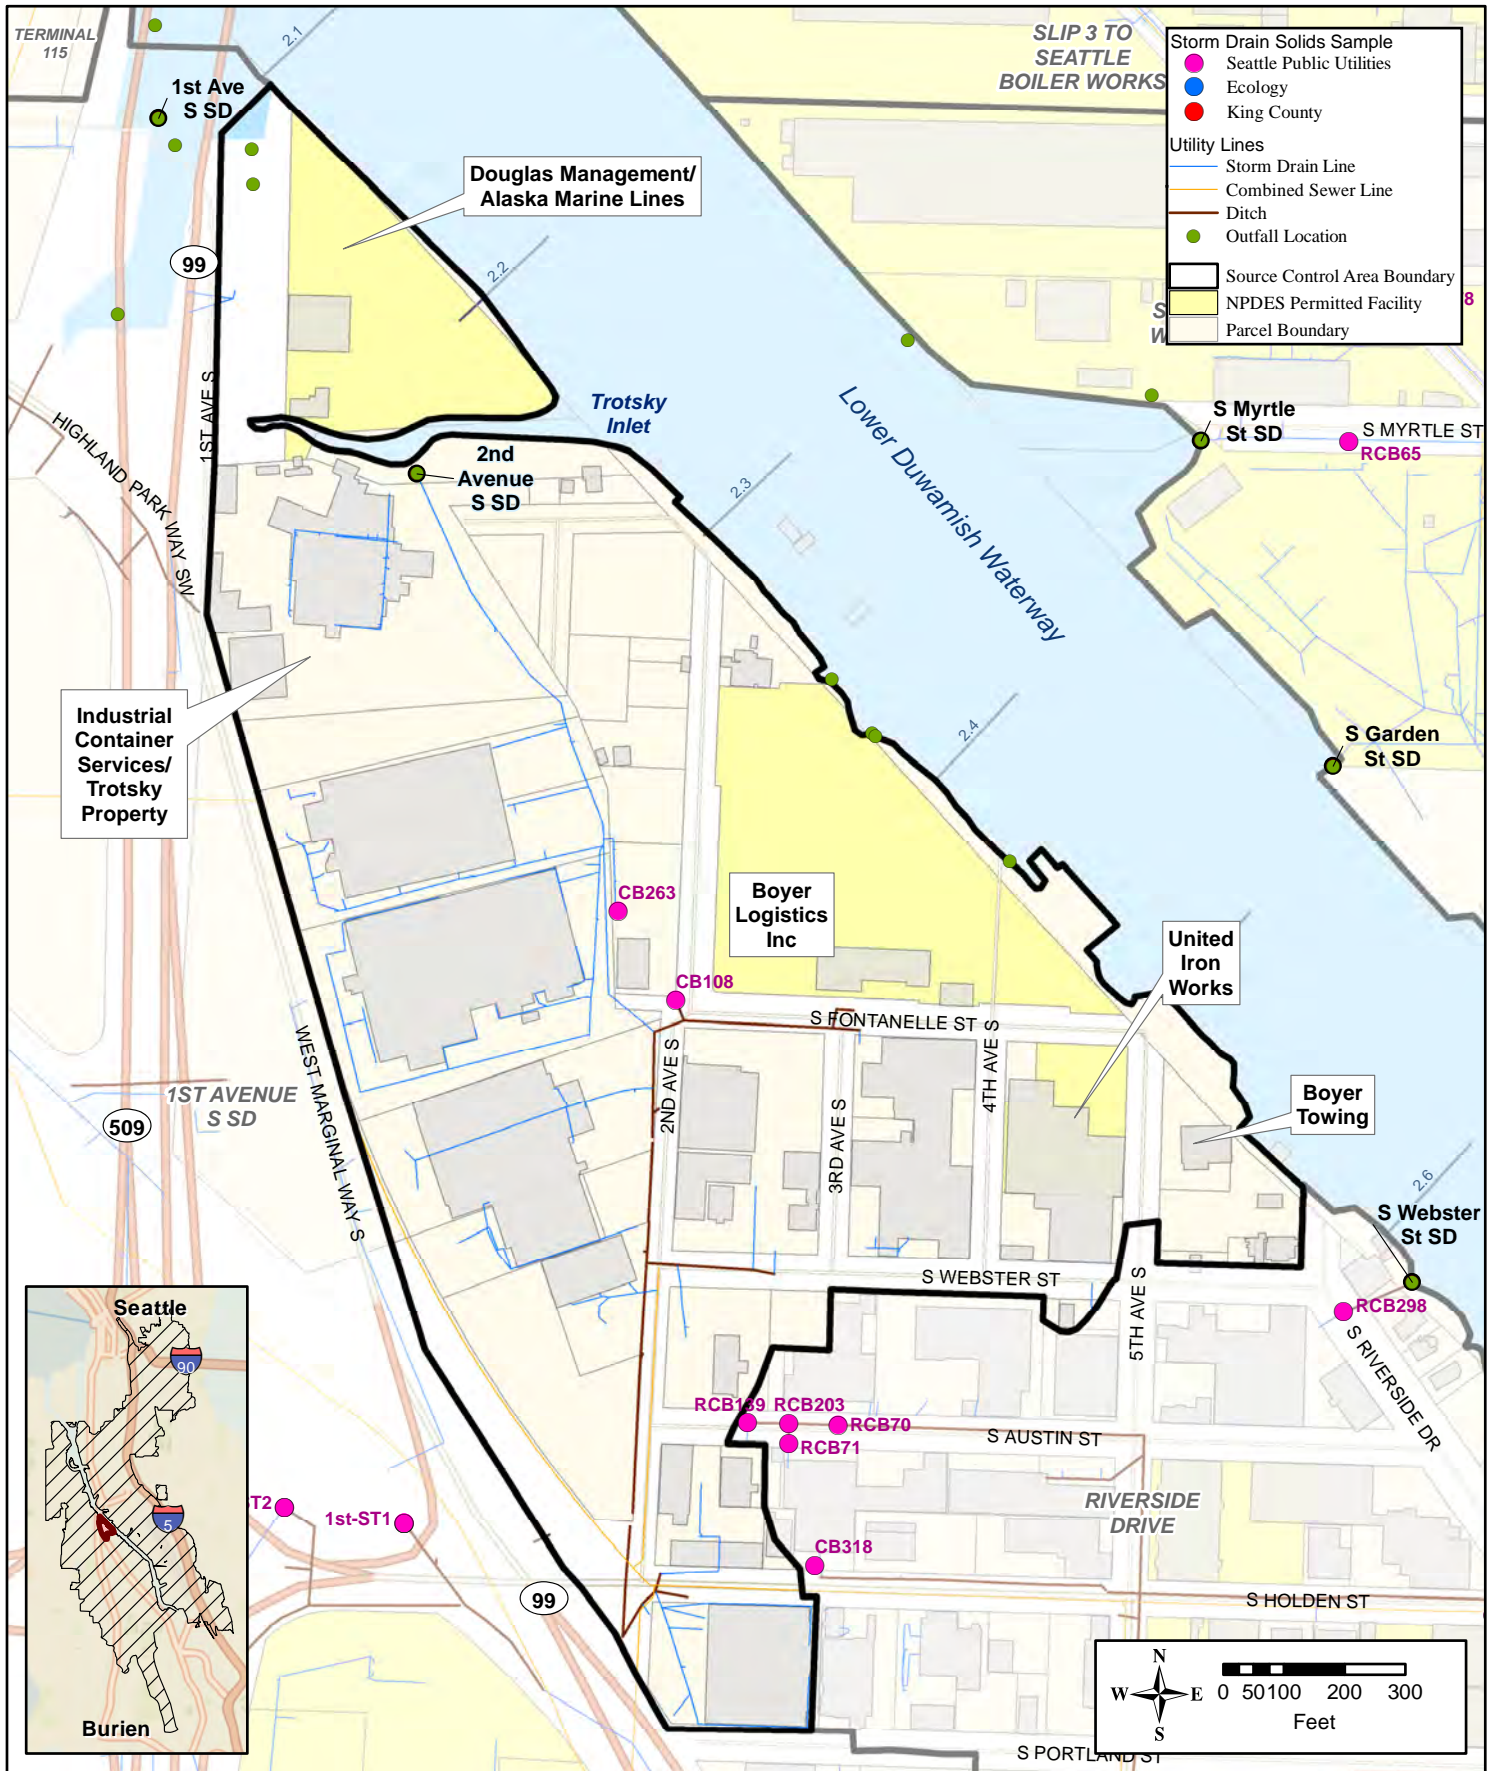 TERMINAL
115
2.1
SLIP 3 TO
SEATTLE
BOILER WORKS
Storm Drain Solids Sample
Seattle Public Utilities
Ecology
King County
Utility Lines
Storm Drain Line
Combined Sewer Line
Ditch
Outfall Location
Source Control Area Boundary
NPDES Permitted Facility
Parcel Boundary
8
S
W
1st Ave
S SD
Douglas Management/
Alaska Marine Lines
99
2.2
1ST AVE S
HIGHLAND PARK WAY SW
Trotsky
Inlet
Lower Duwamish Waterway
S Myrtle
St SD
S MYRTLE ST
RCB65
2nd
Avenue
S SD
2.3
Industrial
Container
Services/
Trotsky
Property
2.4
S Garden
St SD
CB263
Boyer
Logistics
Inc
United
Iron
Works
CB108
S FONTANELLE ST
WEST MARGINAL WAY S
2ND AVE S
3RD AVE S
4TH AVE S
1ST AVENUE
S SD
509
Boyer
Towing
2.6
S Webster
St SD
S WEBSTER ST
5TH AVE S
RCB298
S RIVERSIDE DR
Seattle
90
5
Burien
RCB139
RCB203
RCB70
RCB71
S AUSTIN ST
RIVERSIDE
DRIVE
ST2
1st-ST1
CB318
99
S HOLDEN ST
N
W
E
S
0 50 100 200 300
Feet
S PORTLAND ST